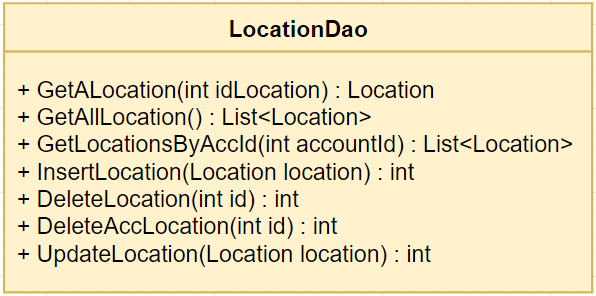 LocationDao
+ GetALocation(int idLocation) : Location
+ GetAllLocation() : List<Location>
+ GetLocationsByAccId(int accountId) : List<Location>
+ InsertLocation(Location location) : int
+ DeleteLocation(int id) : int
+ DeleteAccLocation(int id) : int
+ UpdateLocation(Location location) : int